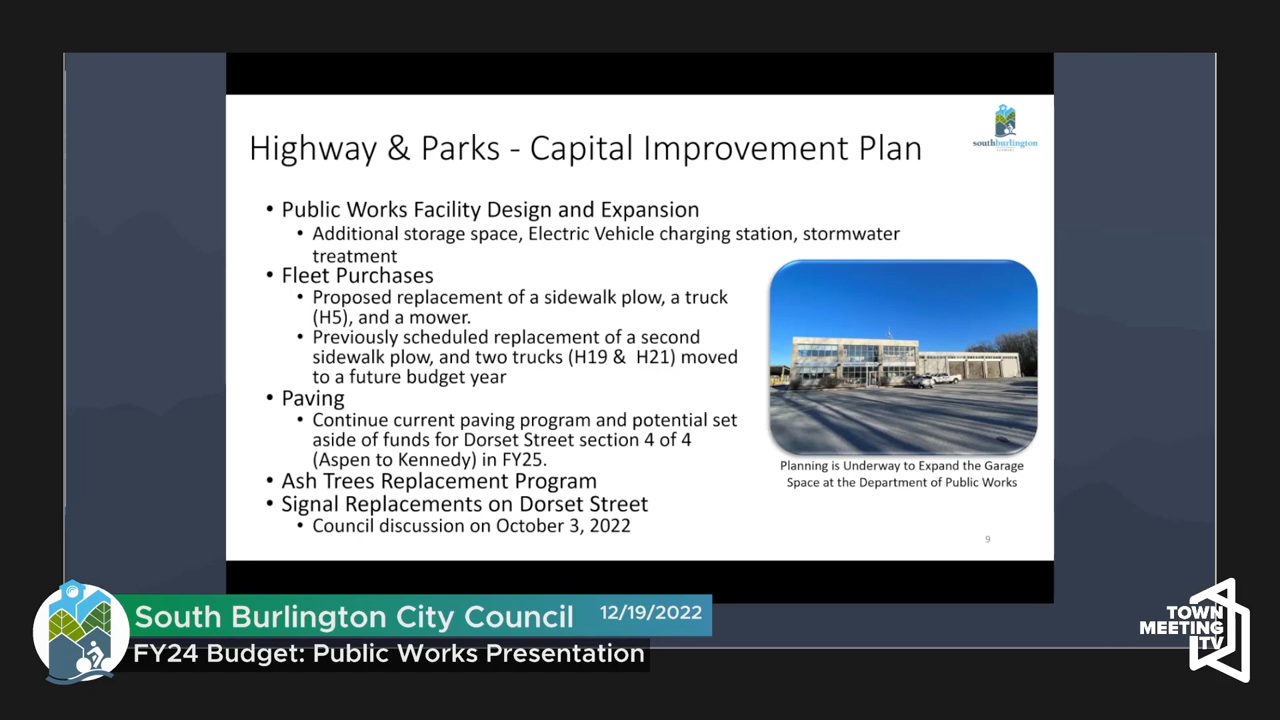 Highway & Parks - Capital Improvement Plan
southburlington
• Public Works Facility Design and Expansion
• Additional storage space, Electric Vehicle charging station, stormwater
treatment
• Fleet Purchases
• Proposed replacement of a sidewalk plow, a truck
(H5), and a mower.
• Previously scheduled replacement of a second
sidewalk plow, and two trucks (H19 & H21) moved
to a future budget year
• Paving
• Continue current paving program and potential set
aside of funds for Dorset Street section 4 of 4
(Aspen to Kennedy) in FY25.
• Ash Trees Replacement Program
• Signal Replacements on Dorset Street
• Council discussion on October 3, 2022
Planning is Underway to Expand the Garage
Space at the Department of Public Works
9
South Burlington City Council 12/19/2022
FY24 Budget: Public Works Presentation
TOWN
MEETING
TV